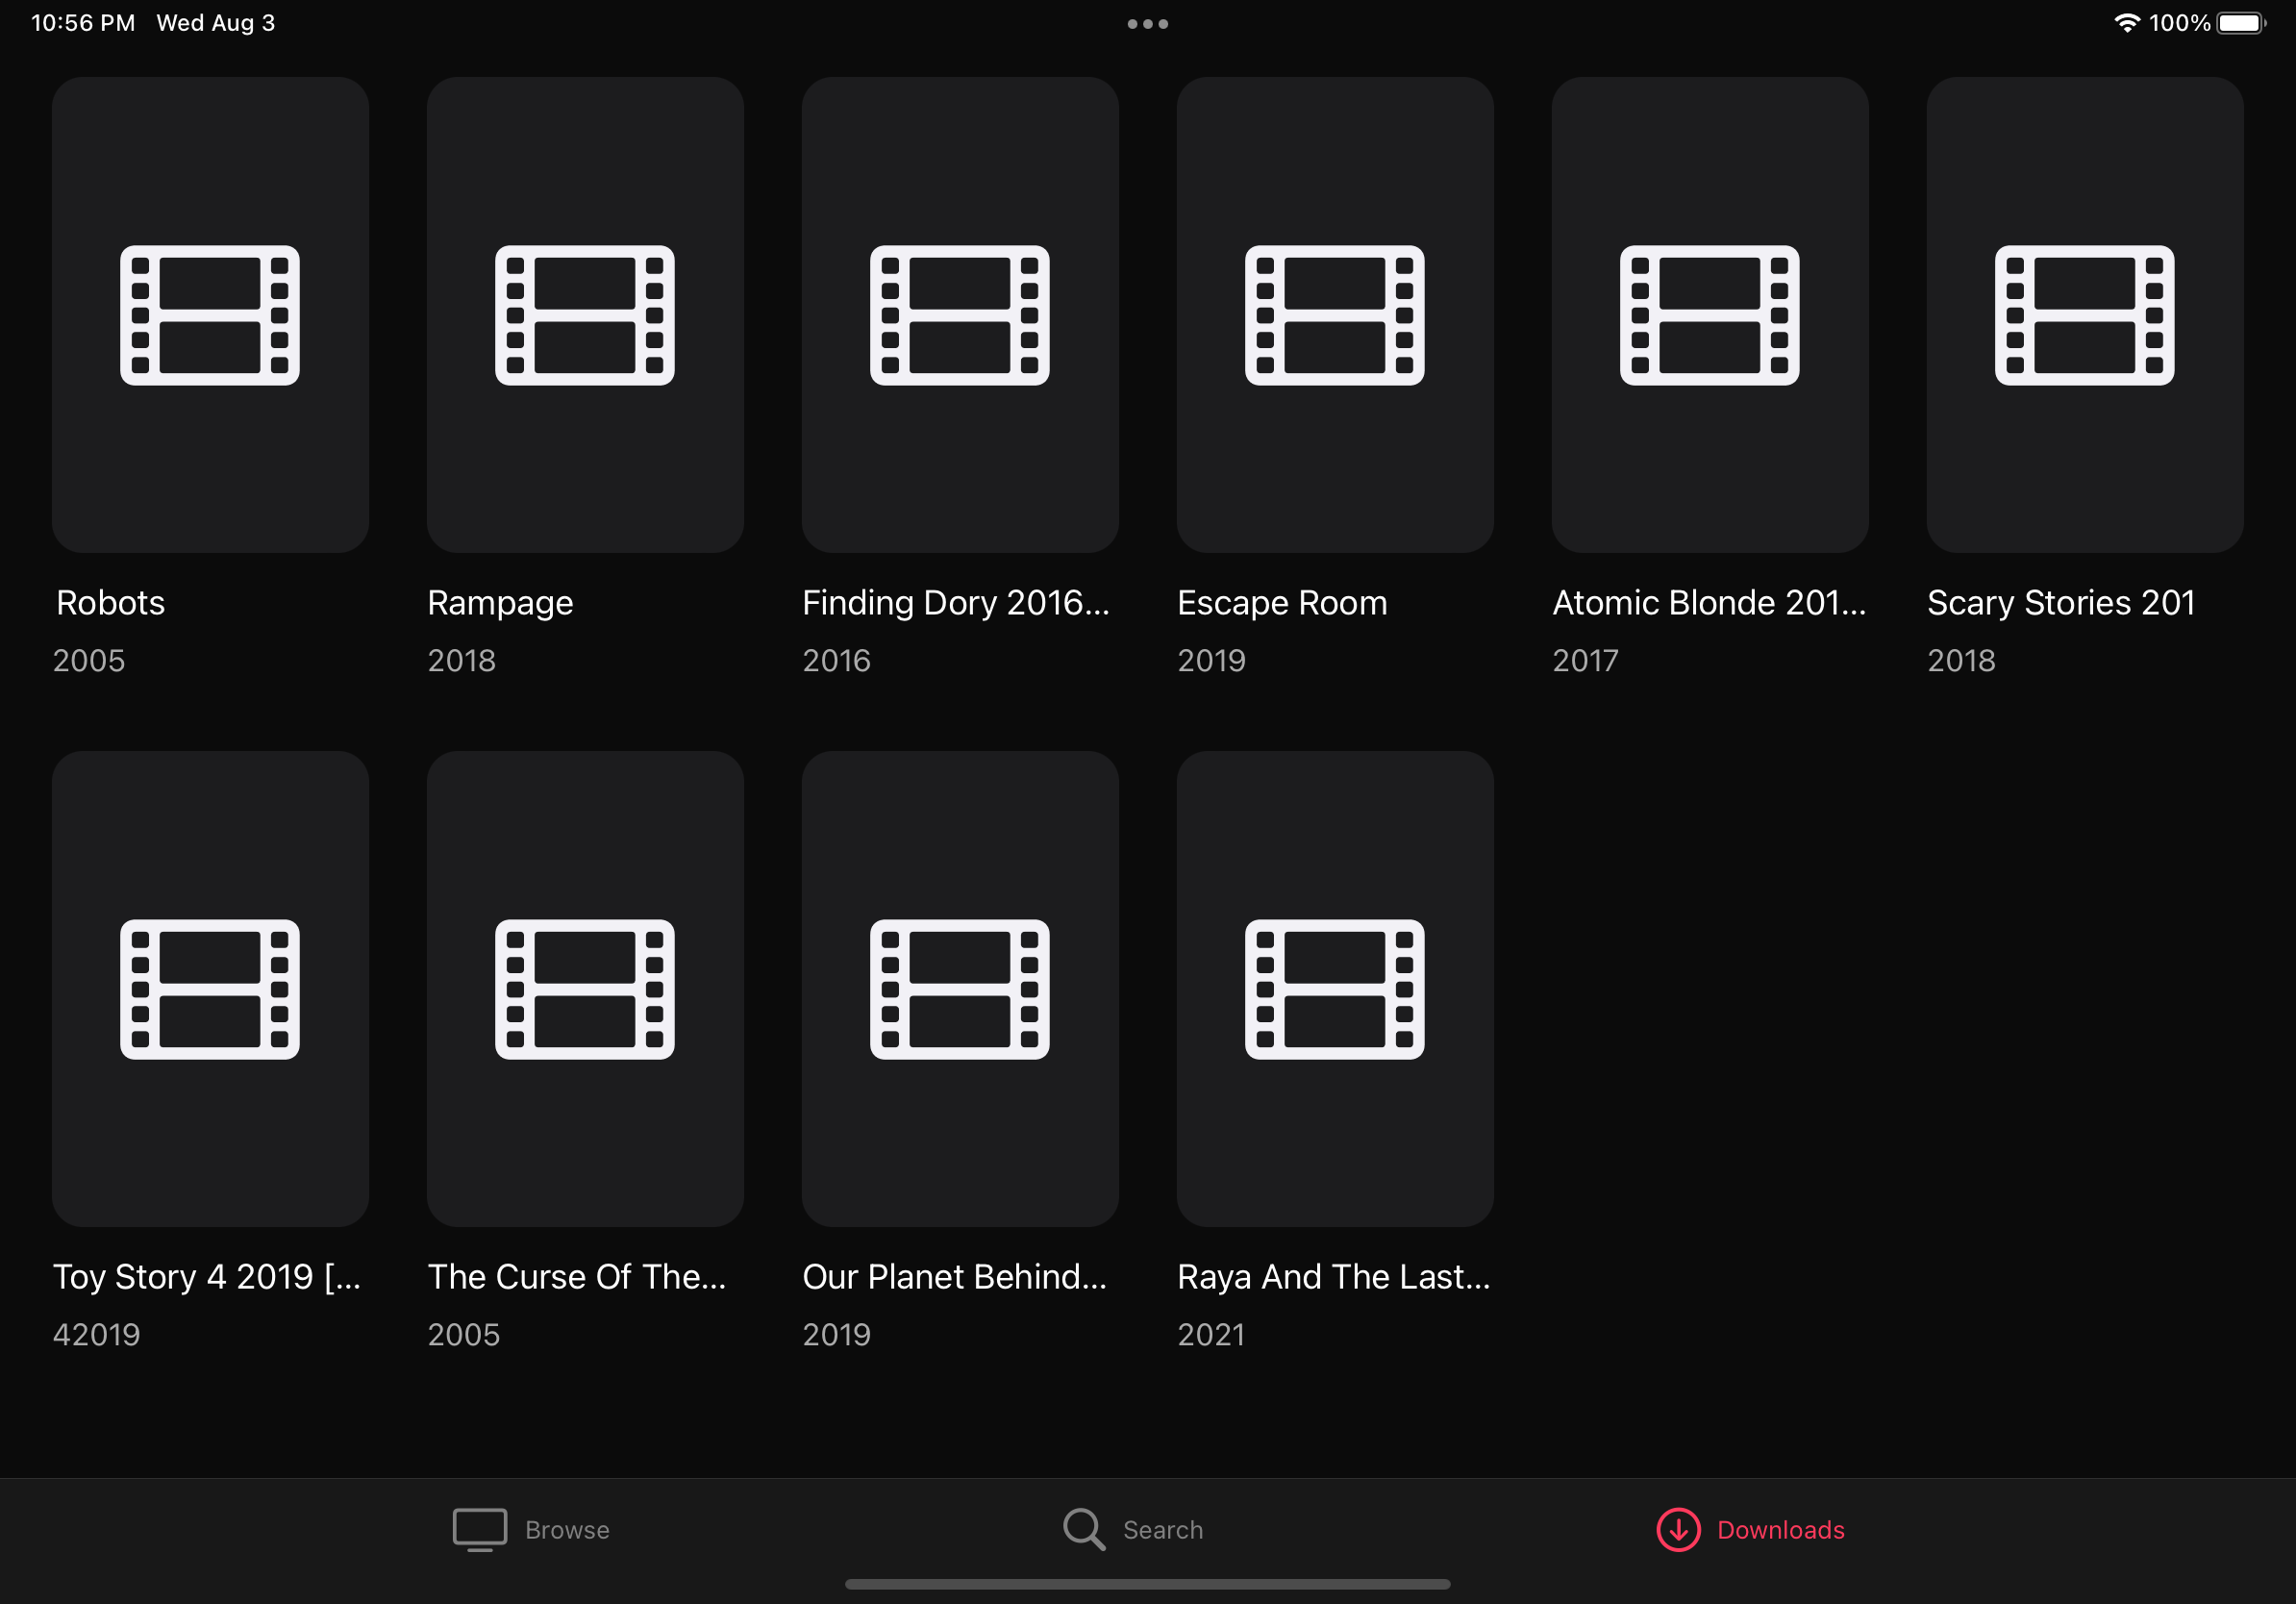 10:56 PM Wed Aug 3 100%
Robots
2005
Rampage
2018
Finding Dory 2016...
2016
Escape Room
2019
Atomic Blonde 201...
2017
Scary Stories 201
2018
Toy Story 4 2019 [...
42019
The Curse Of The...
2005
Our Planet Behind...
2019
Raya And The Last...
2021
Browse
Search
Downloads